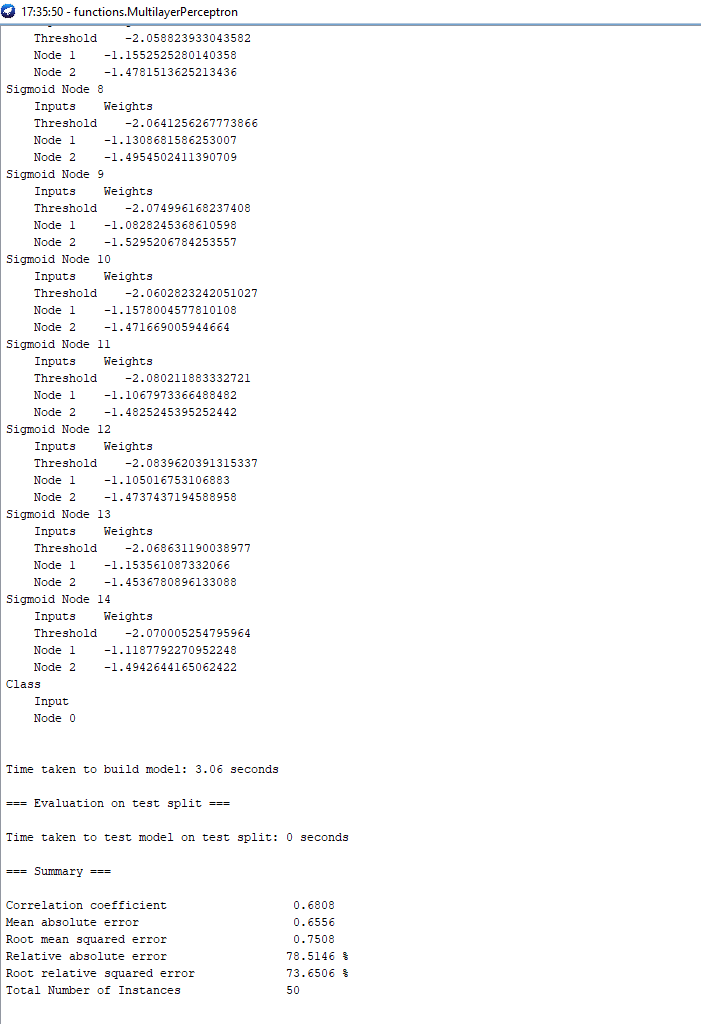 17:35:50 - functions.MultilayerPerceptron
Threshold -2.058823933043582
Node 1 -1.1552525280140358
Node 2 -1.4781513625213436
Sigmoid Node 8
Inputs Weights
Threshold -2.0641256267773866
Node 1 -1.1308681586253007
Node 2 -1.4954502411390709
Sigmoid Node 9
Inputs Weights
Threshold -2.074996168237408
Node 1 -1.0828245368610598
Node 2 -1.5295206784253557
Sigmoid Node 10
Inputs Weights
Threshold -2.0602823242051027
Node 1 -1.1578004577810108
Node 2 -1.471669005944664
Sigmoid Node 11
Inputs Weights
Threshold -2.080211883332721
Node 1 -1.1067973366488482
Node 2 -1.4825245395252442
Sigmoid Node 12
Inputs Weights
Threshold -2.0839620391315337
Node 1 -1.105016753106883
Node 2 -1.4737437194588958
Sigmoid Node 13
Inputs Weights
Threshold -2.068631190038977
Node 1 -1.153561087332066
Node 2 -1.4536780896133088
Sigmoid Node 14
Inputs Weights
Threshold -2.070005254795964
Node 1 -1.1187792270952248
Node 2 -1.4942644165062422
Class
Input
Node 0
Time taken to build model: 3.06 seconds
=== Evaluation on test split ===
Time taken to test model on test split: 0 seconds
=== Summary ===
Correlation coefficient 0.6808
Mean absolute error 0.6556
Root mean squared error 0.7508
Relative absolute error 78.5146 %
Root relative squared error 73.6506 %
Total Number of Instances 50